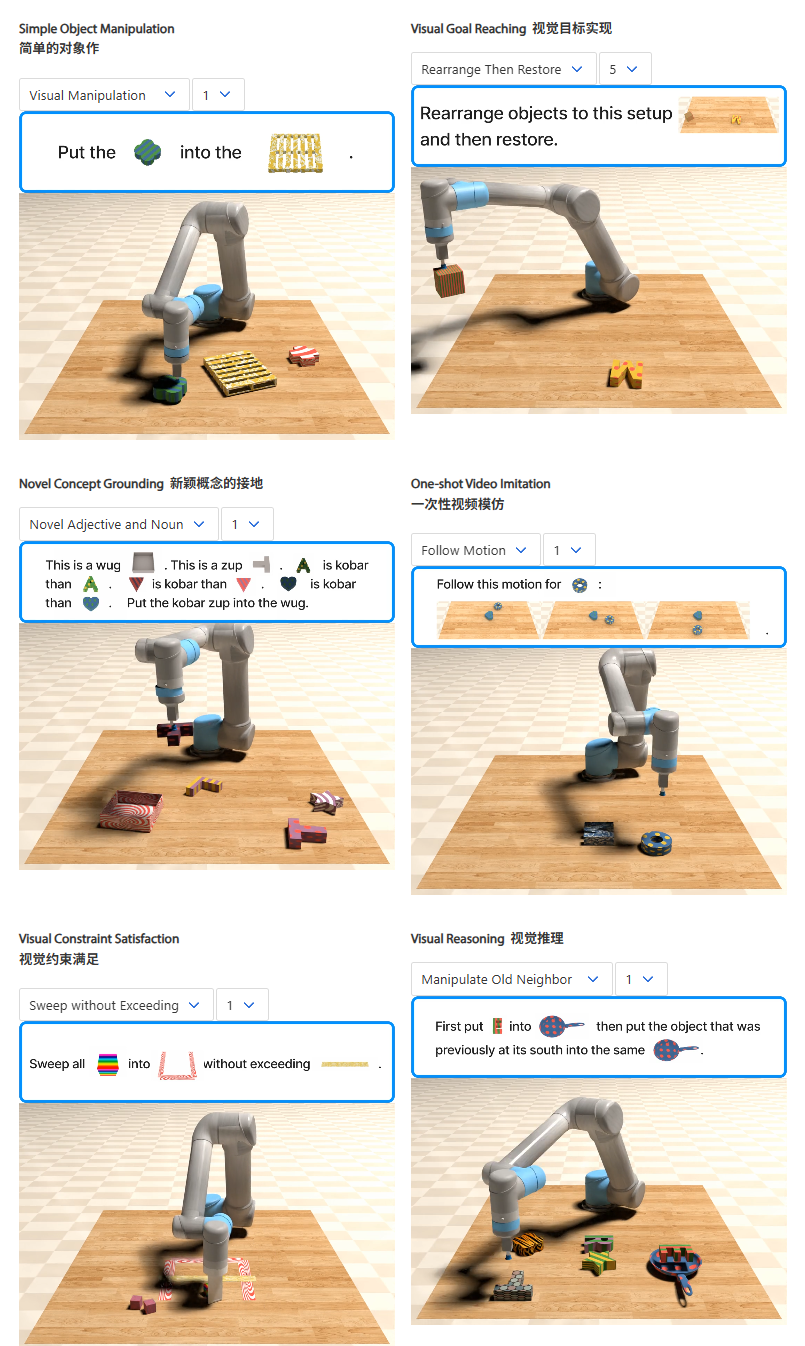 Simple Object Manipulation
简单的对象作
Visual Manipulation
1
Put the into the .
Visual Goal Reaching 视觉目标实现
Rearrange Then Restore
5
Rearrange objects to this setup
and then restore.
Novel Concept Grounding 新颖概念的接地
Novel Adjective and Noun
1
This is a wug . This is a zup . is kobar
than . is kobar than . is kobar
than . Put the kobar zup into the wug.
One-shot Video Imitation
一次性视频模仿
Follow Motion
1
Follow this motion for :
.
Visual Constraint Satisfaction
视觉约束满足
Sweep without Exceeding
1
Sweep all into without exceeding .
Visual Reasoning 视觉推理
Manipulate Old Neighbor
1
First put into then put the object that was
previously at its south into the same .